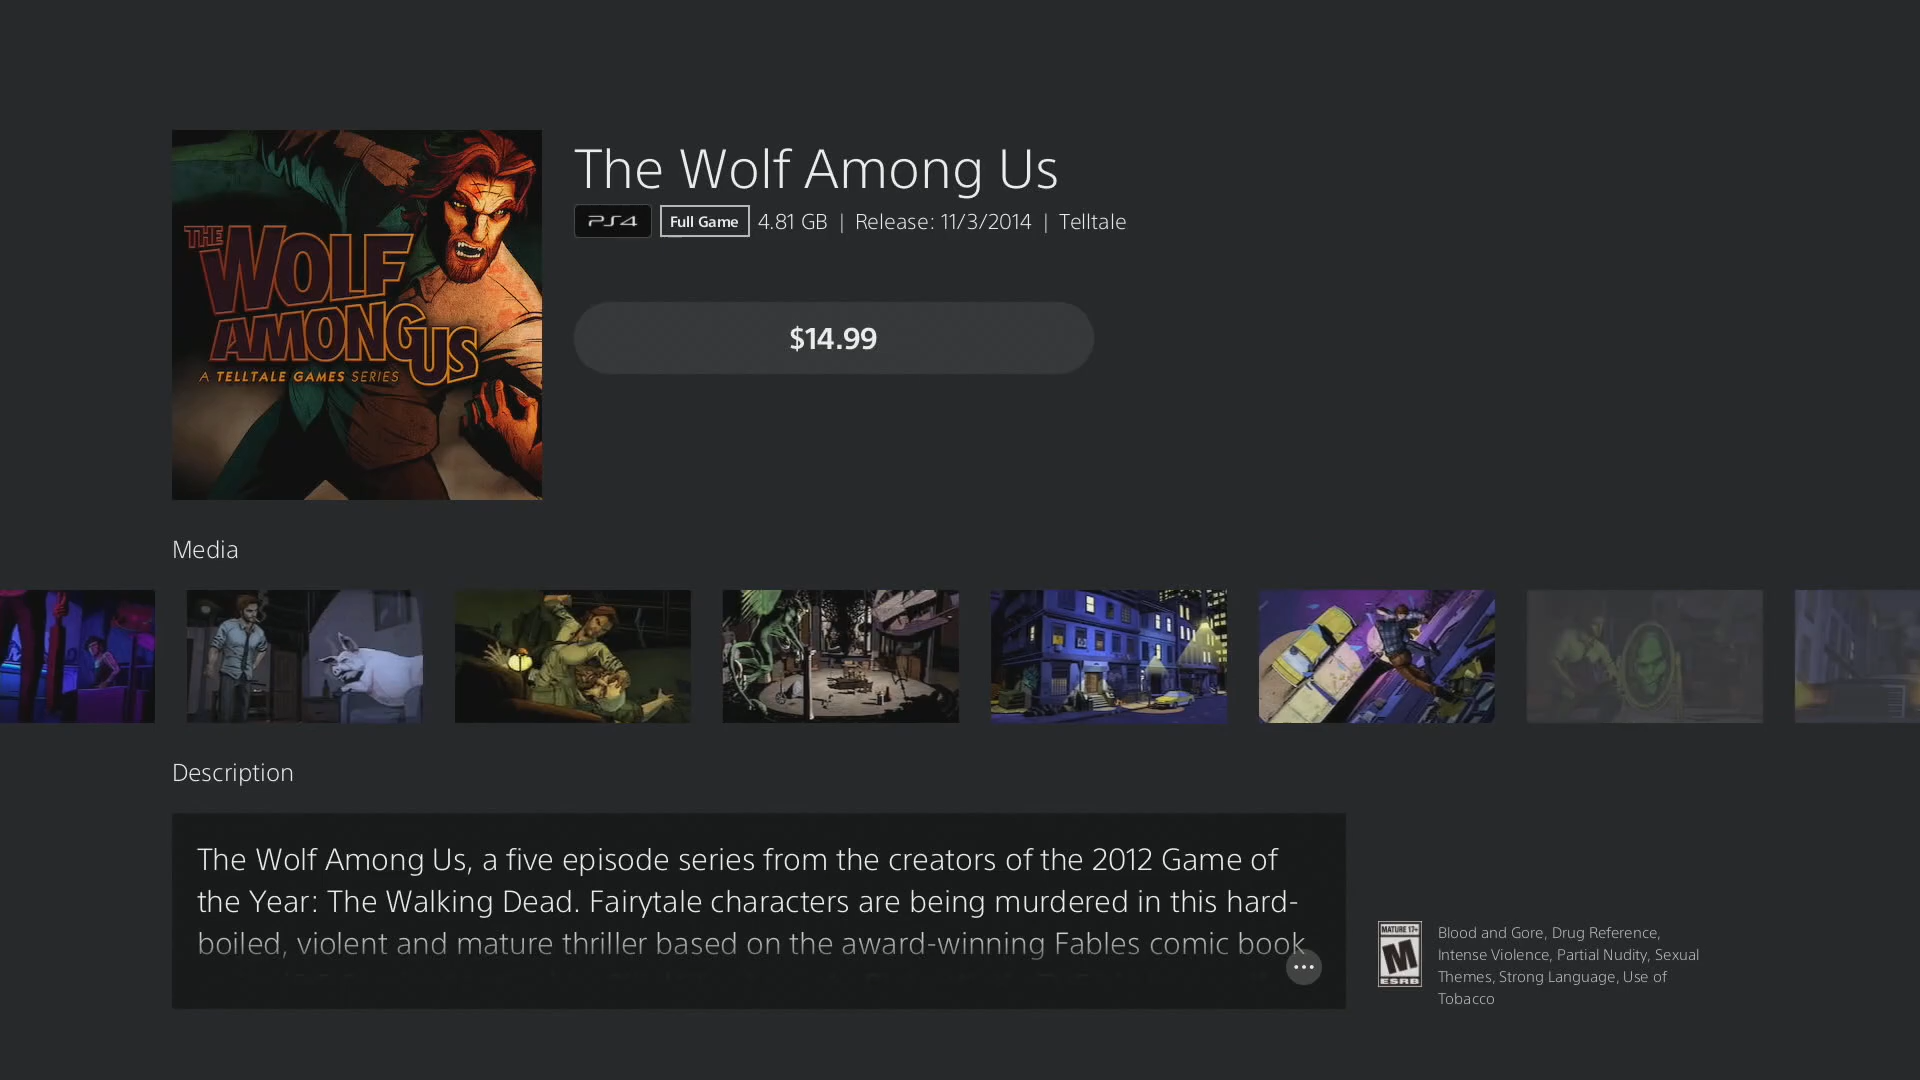 The Wolf Among Us
PS4 Full Game 4.81 GB | Release: 11/3/2014 | Telltale
THE
WOLF
AMONG US
A TELLTALE GAMES SERIES
$14.99
Media
Description
The Wolf Among Us, a five episode series from the creators of the 2012 Game of
the Year: The Walking Dead. Fairytale characters are being murdered in this hard-
boiled, violent and mature thriller based on the award-winning Fables comic book
MATURE 17+
M
ESRB
Blood and Gore, Drug Reference,
Intense Violence, Partial Nudity, Sexual
Themes, Strong Language, Use of
Tobacco